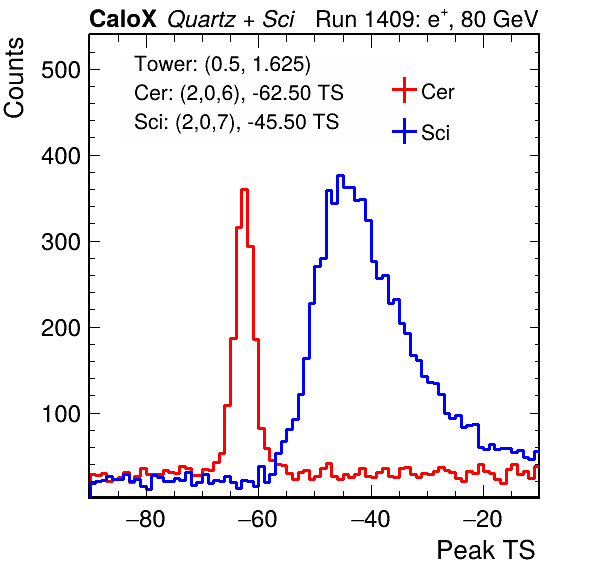 CaloX Quartz + Sci Run 1409: e⁺, 80 GeV
Counts
Tower: (0.5, 1.625)
Cer: (2,0,6), -62.50 TS
Sci: (2,0,7), -45.50 TS
Cer
Sci
500
400
300
200
100
−80 −60 −40 −20
Peak TS